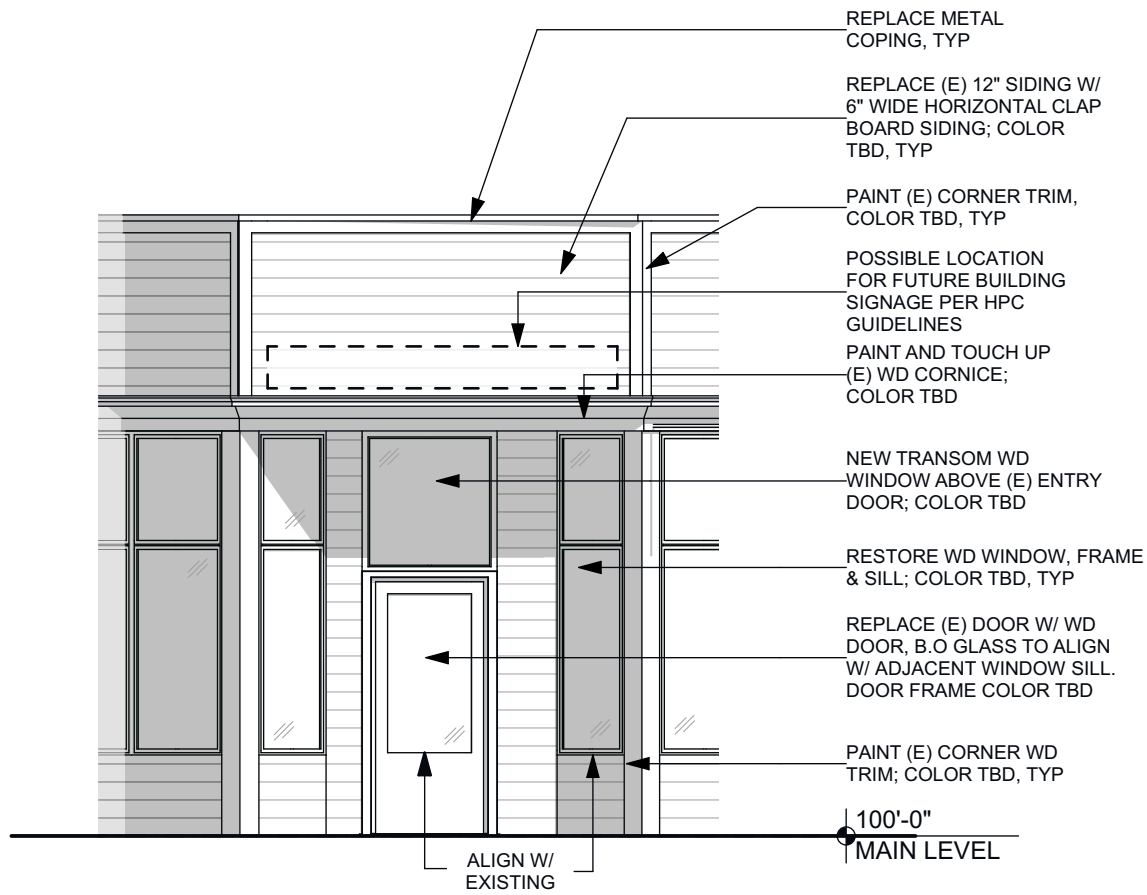 REPLACE METAL
COPING, TYP
REPLACE (E) 12" SIDING W/
6" WIDE HORIZONTAL CLAP
BOARD SIDING; COLOR
TBD, TYP
PAINT (E) CORNER TRIM,
COLOR TBD, TYP
POSSIBLE LOCATION
FOR FUTURE BUILDING
SIGNAGE PER HPC
GUIDELINES
PAINT AND TOUCH UP
(E) WD CORNICE;
COLOR TBD
NEW TRANSOM WD
WINDOW ABOVE (E) ENTRY
DOOR; COLOR TBD
RESTORE WD WINDOW, FRAME
& SILL; COLOR TBD, TYP
REPLACE (E) DOOR W/ WD
DOOR, B.O GLASS TO ALIGN
W/ ADJACENT WINDOW SILL.
DOOR FRAME COLOR TBD
PAINT (E) CORNER WD
TRIM; COLOR TBD, TYP
100'-0"
MAIN LEVEL
ALIGN W/
EXISTING